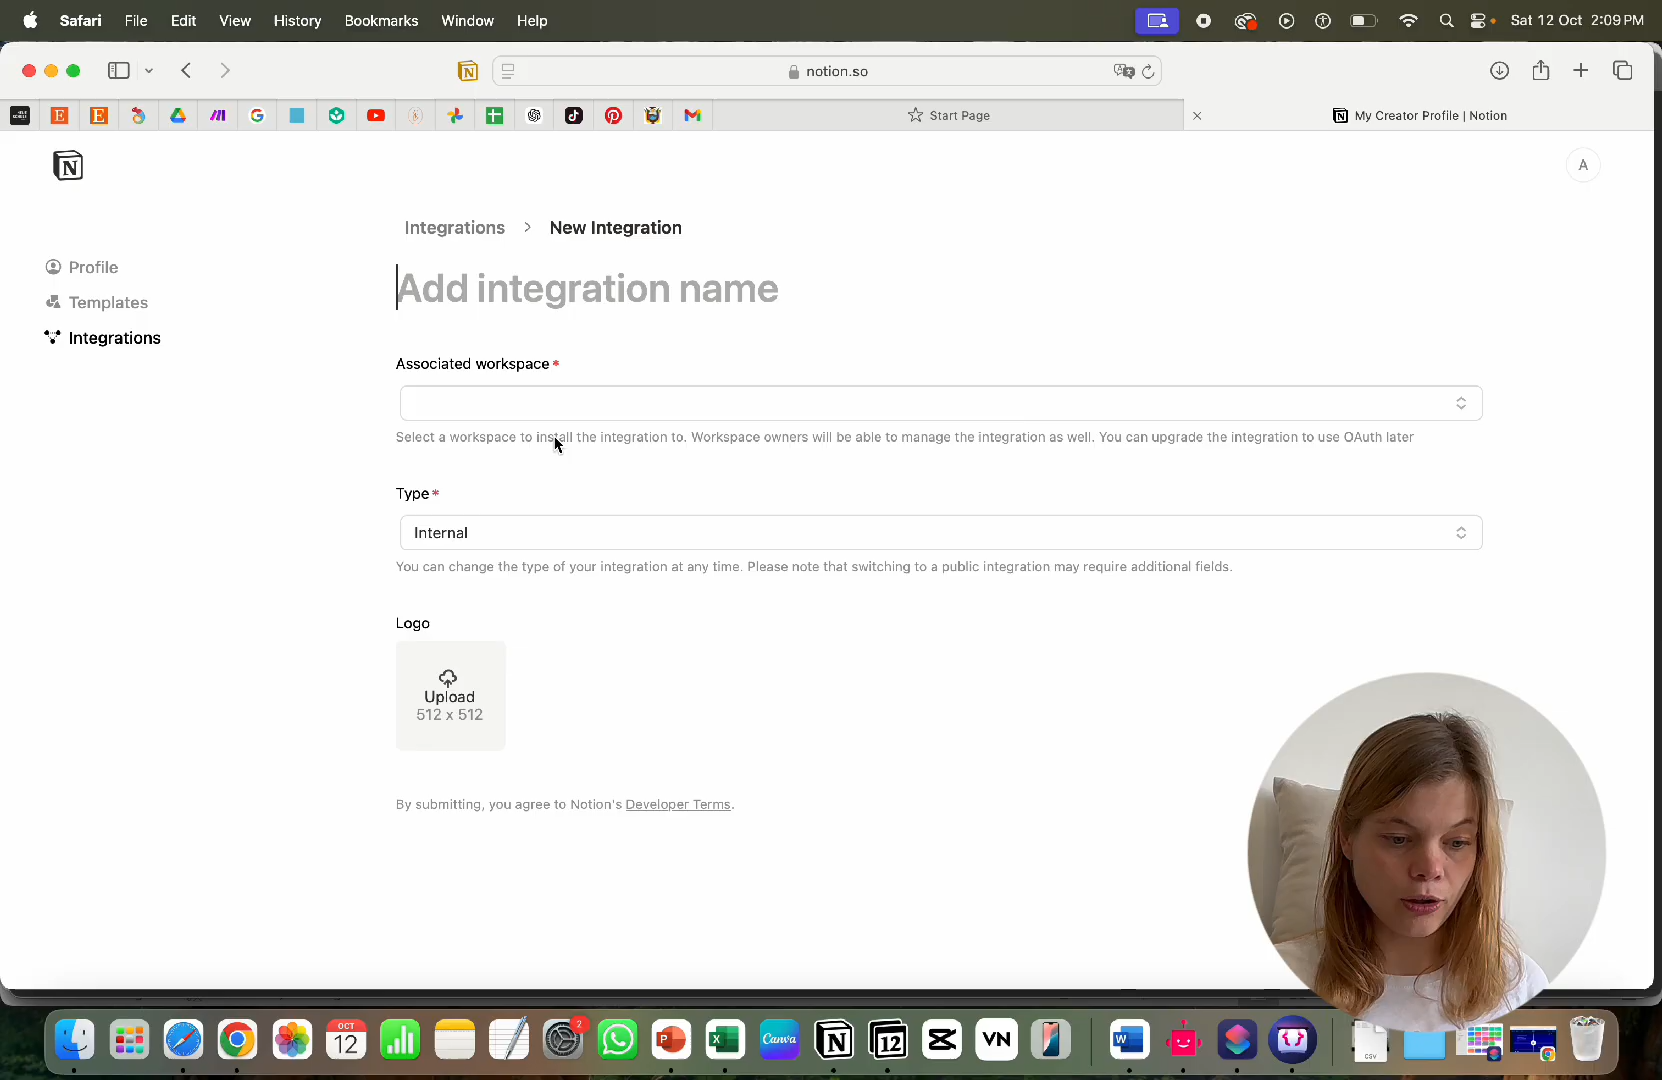 Safari File Edit View History Bookmarks Window Help Sat 12 Oct 2:09 PM
notion.so
Start Page
My Creator Profile | Notion
A
Integrations > New Integration
Profile
Add integration name
Templates
Integrations
Associated workspace*
Select a workspace to install the integration to. Workspace owners will be able to manage the integration as well. You can upgrade the integration to use OAuth later
Type*
Internal
You can change the type of your integration at any time. Please note that switching to a public integration may require additional fields.
Logo
Upload
512 x 512
By submitting, you agree to Notion's Developer Terms.
OCT
12
2
P
X
Canva
N
12
VN
W
CSV